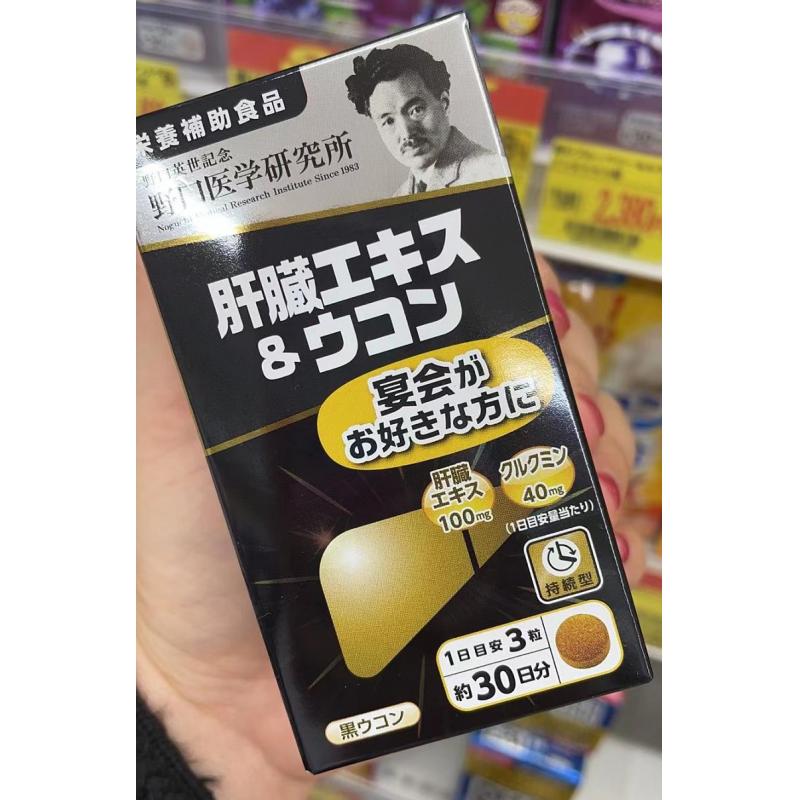 栄養補助食品
野口英世記念
野口医学研究所
Noguchi Medical Research Institute Since 1983
肝臓エキス
&ウコン
宴会が
お好きな方に
肝臓
エキス
100mg
クルクミン
40mg
(1日目安量当たり)
持続型
1日目安3粒
約30日分
黒ウコン
2,380